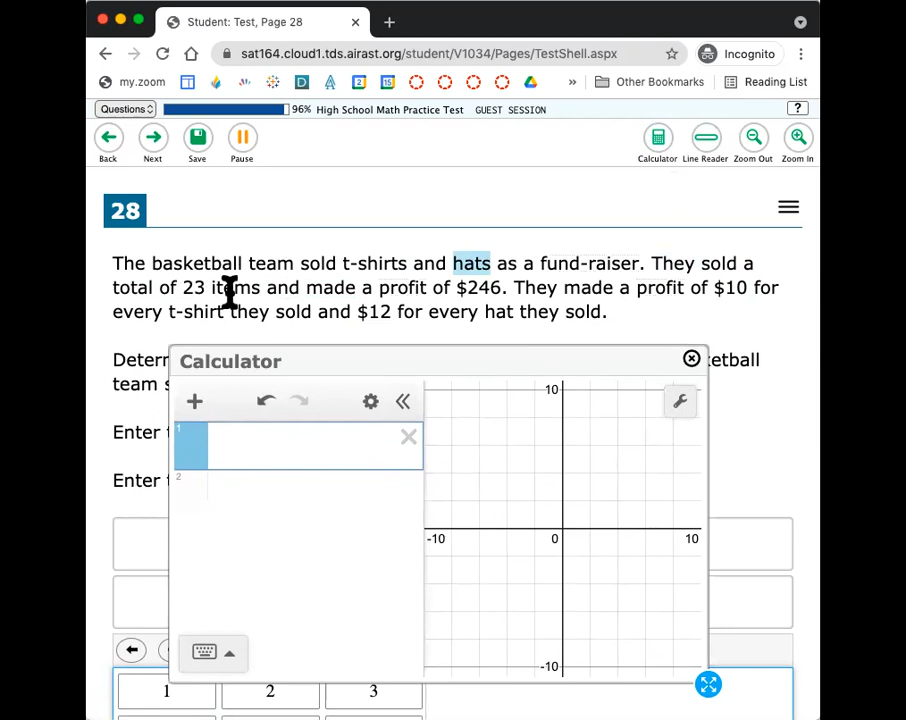 Student: Test, Page 28
sat164.cloud1.tds.airast.org/student/V1034/Pages/TestShell.aspx
Incognito
my.zoom
Other Bookmarks
Reading List
Questions
96%
High School Math Practice Test
GUEST SESSION
?
Back
Next
Save
Pause
Calculator
Line Reader
Zoom Out
Zoom In
28
The basketball team sold t-shirts and hats as a fund-raiser. They sold a
total of 23 items and made a profit of $246. They made a profit of $10 for
every t-shirt they sold and $12 for every hat they sold.
Calculator
team s
Enter t
Enter t
1
2
10
-10
0
10
-10
1
2
3